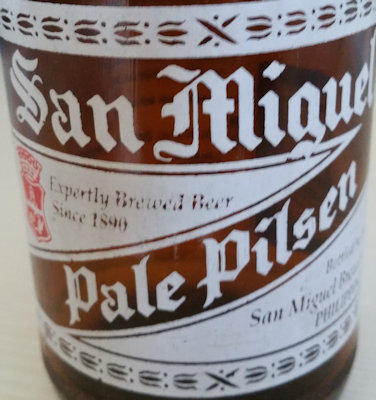 San Miguel
Expertly Brewed Beer
Since 1890
Pale Pilsen
San Miguel